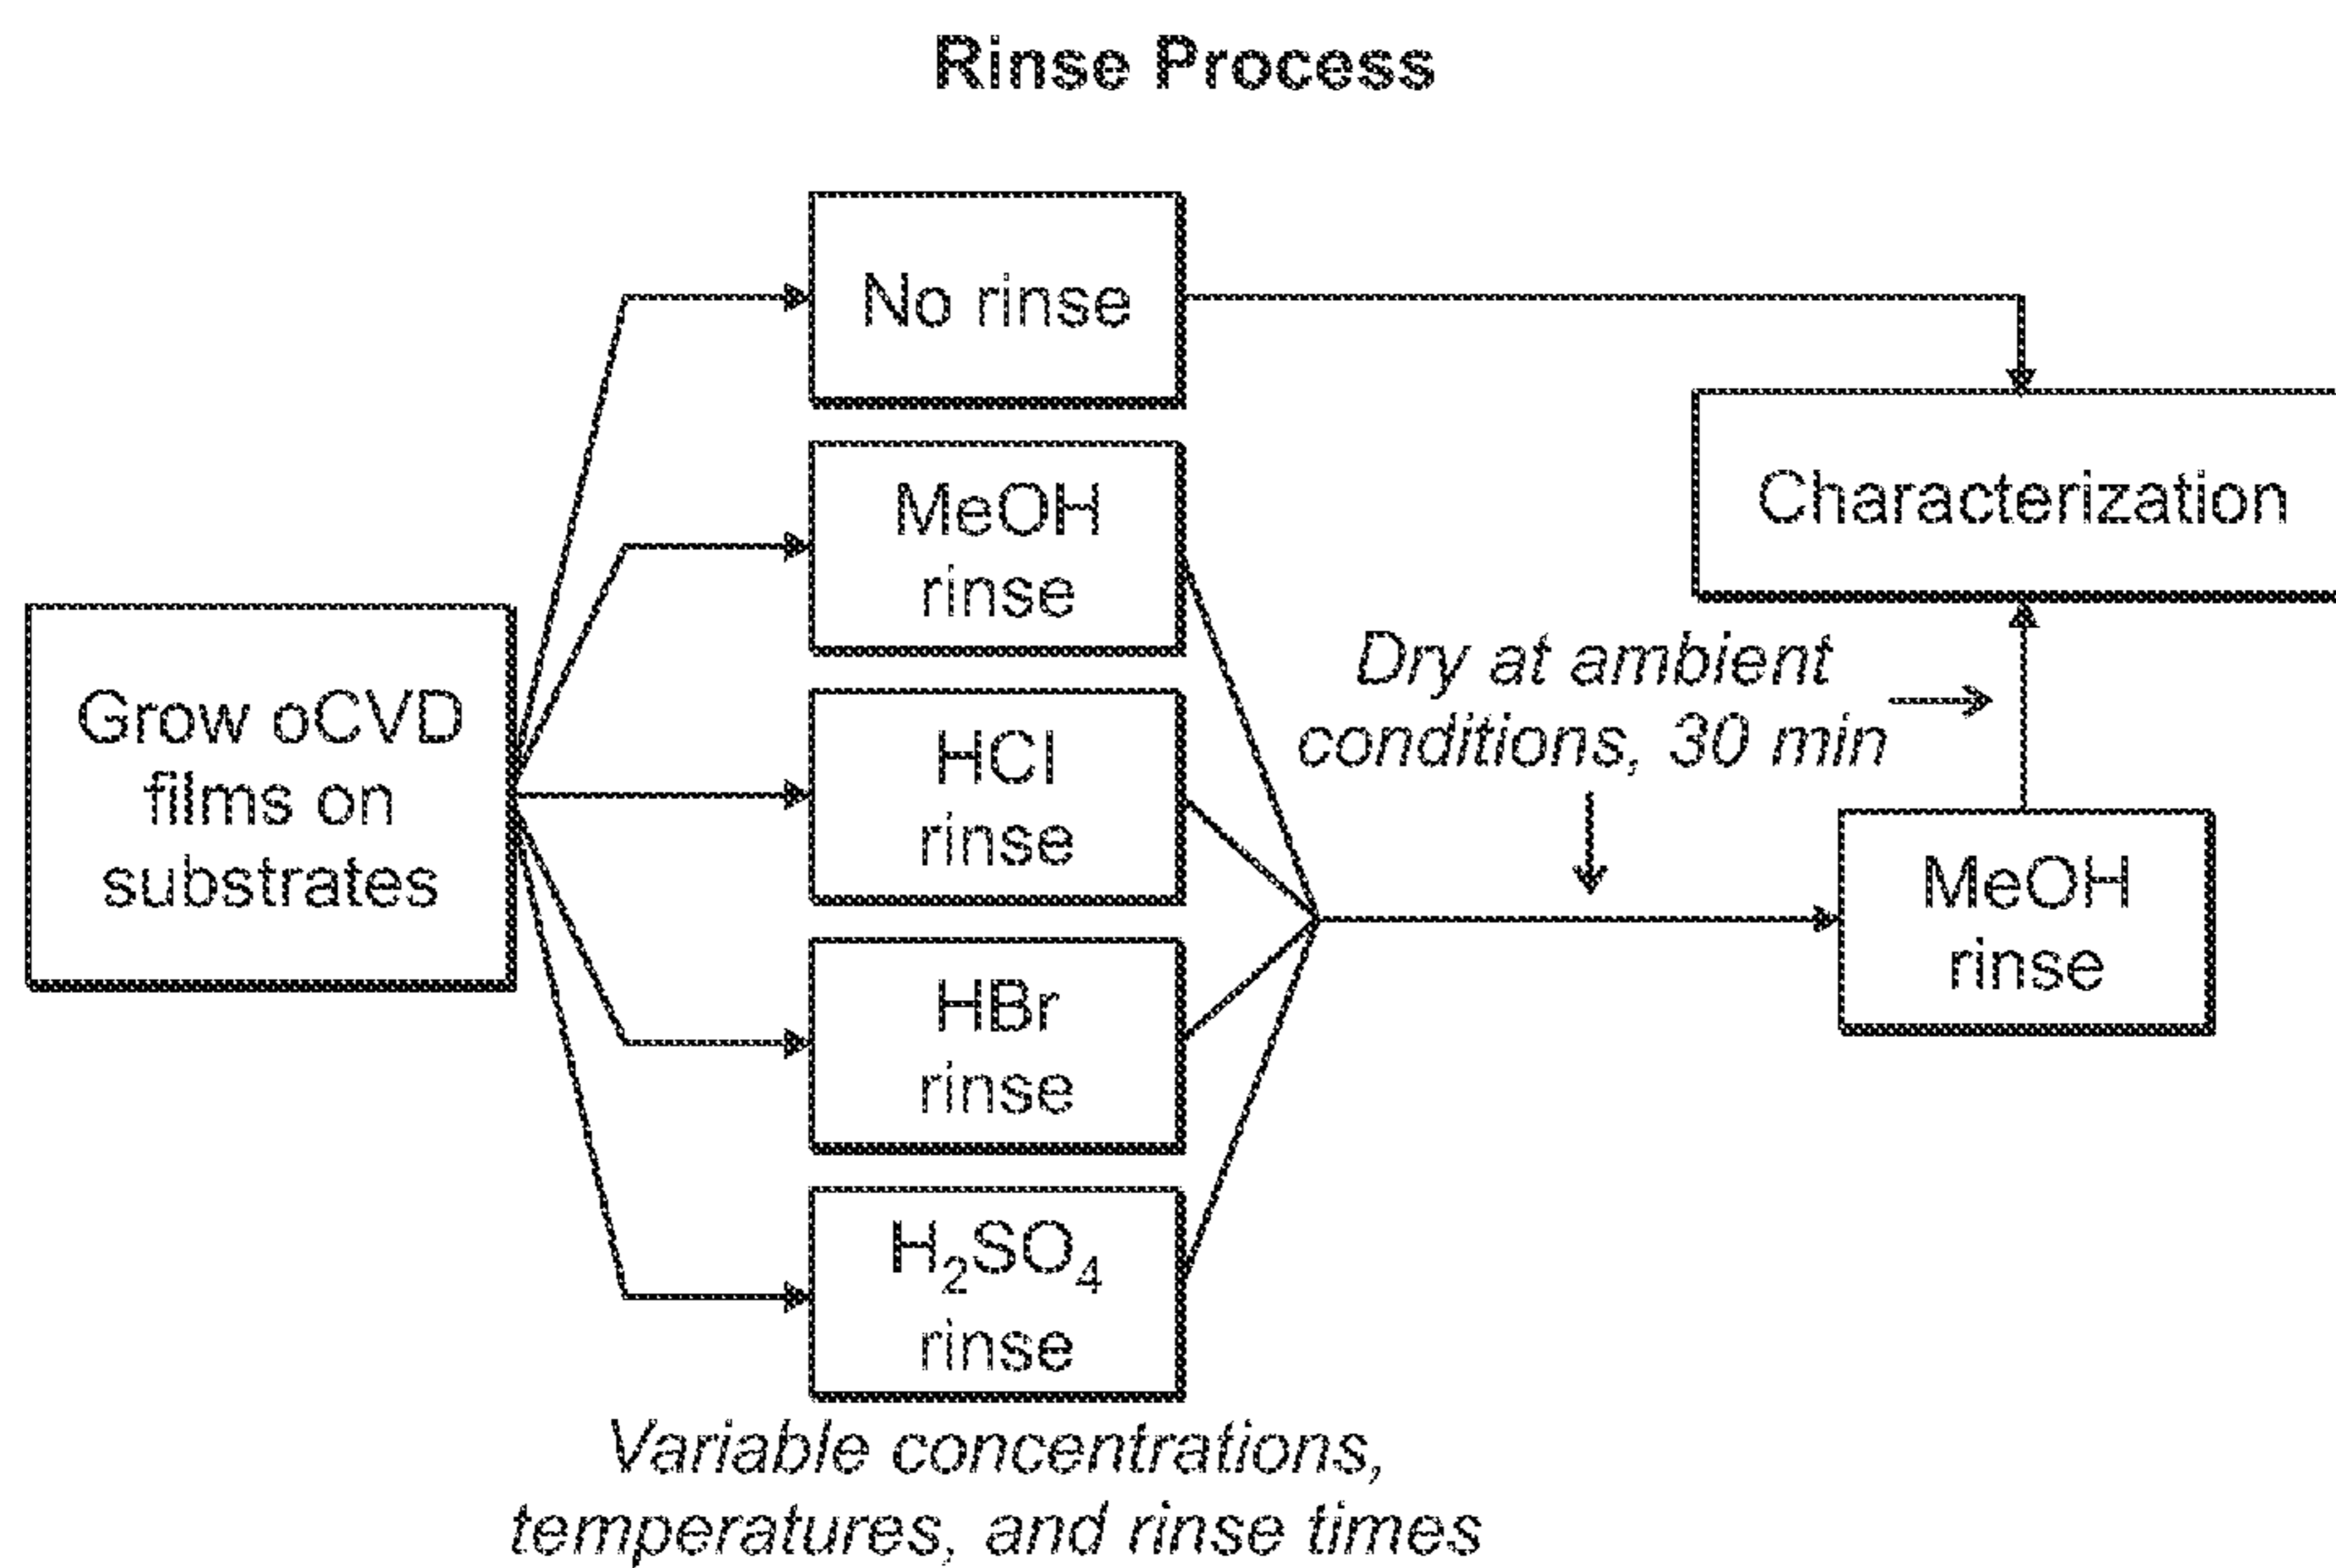 Rinse Process
No rinse
MeOH
rinse
HCl
rinse
HBr
rinse
H₂SO₄
rinse
Variable concentrations,
temperatures, and rinse times
Grow oCVD
films on
substrates
Dry at ambient
conditions, 30 min
Characterization
MeOH
rinse